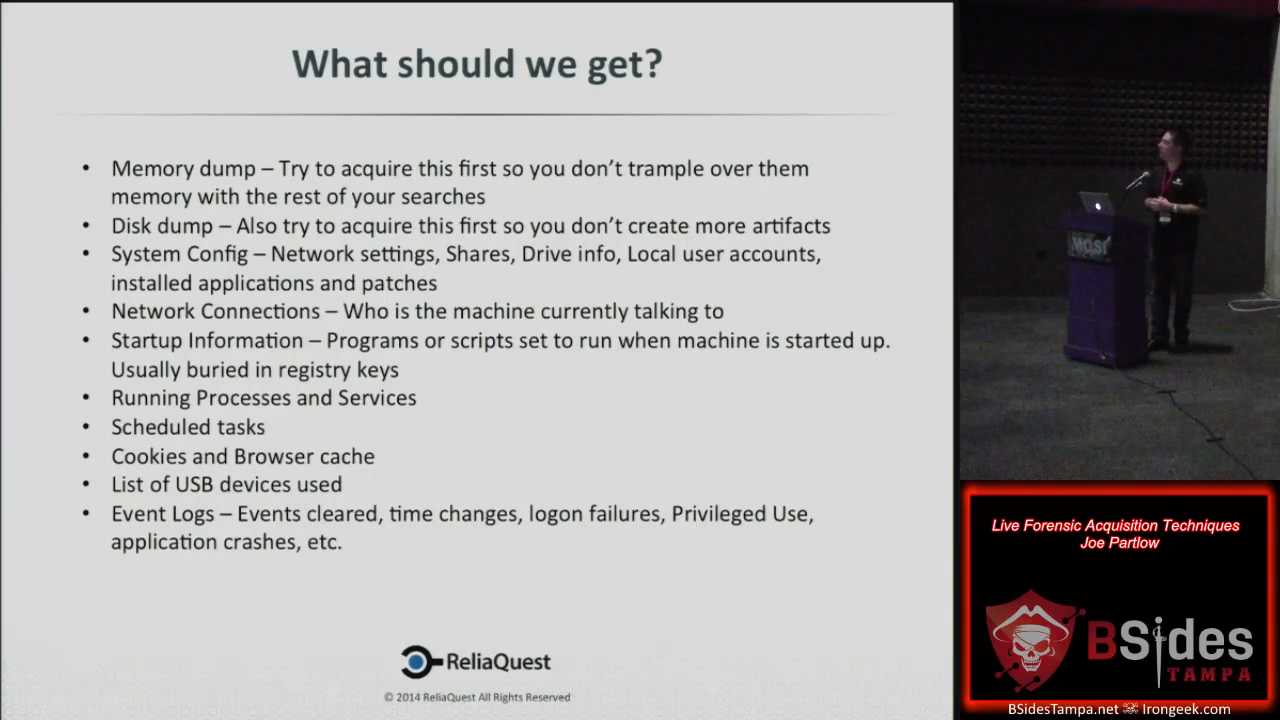 What should we get?
• Memory dump – Try to acquire this first so you don't trample over them
memory with the rest of your searches
• Disk dump – Also try to acquire this first so you don't create more artifacts
• System Config – Network settings, Shares, Drive info, Local user accounts,
installed applications and patches
• Network Connections – Who is the machine currently talking to
• Startup Information – Programs or scripts set to run when machine is started up.
Usually buried in registry keys
• Running Processes and Services
• Scheduled tasks
• Cookies and Browser cache
• List of USB devices used
• Event Logs – Events cleared, time changes, logon failures, Privileged Use,
application crashes, etc.
ReliaQuest
© 2014 ReliaQuest All Rights Reserved
MOSI
Live Forensic Acquisition Techniques
Joe Partlow
BSides
TAMPA
BSidesTampa.net Irongeek.com